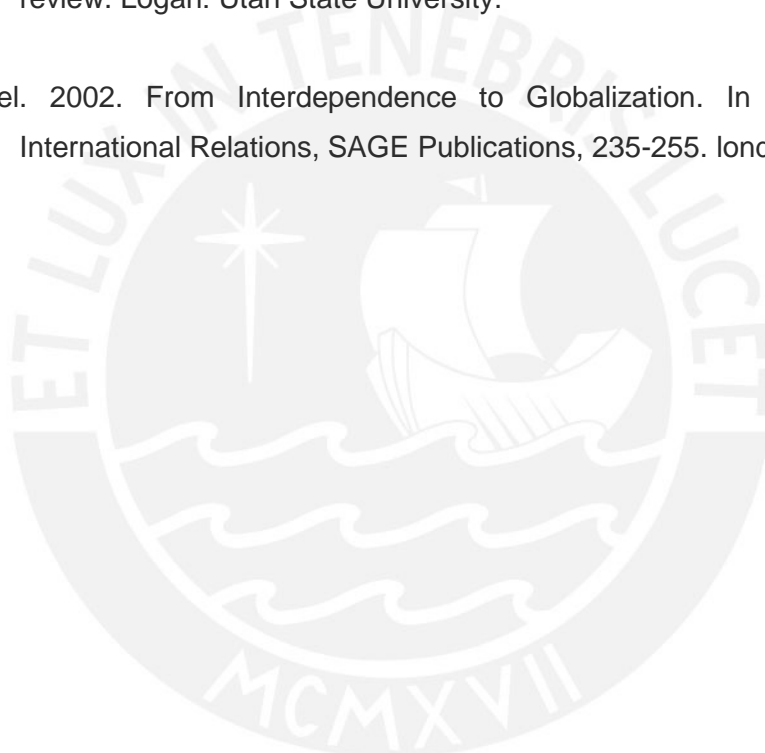 review. Logan: Utah State University.
el. 2002. From Interdependence to Globalization. In
International Relations, SAGE Publications, 235-255. lond
ET LUX IN TENEBRIS LUCET
MCMXVII